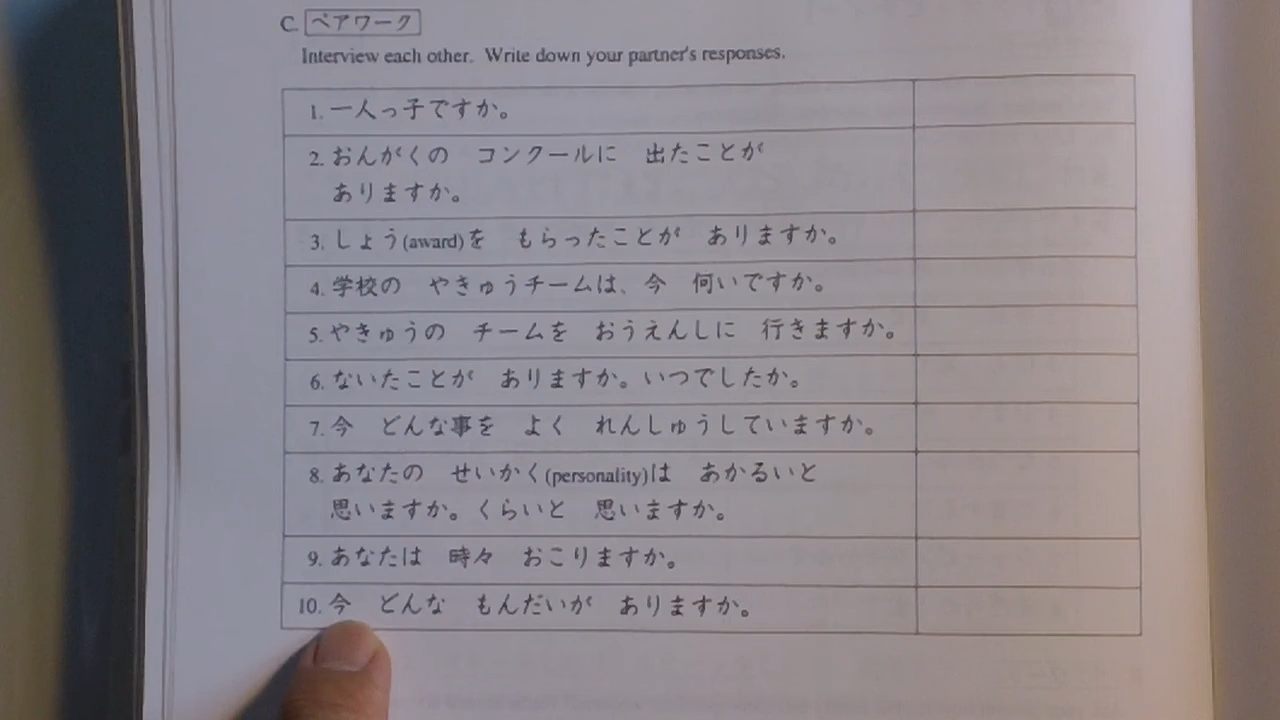 C. ペアワーク
Interview each other. Write down your partner's responses.
1. 一人っ子ですか。
2. おんがくの コンクールに 出たことが
ありますか。
3. しょう(award)を もらったことが ありますか。
4. 学校の やきゅうチームは、今 何いですか。
5. やきゅうの チームを おうえんしに 行きますか。
6. ないたことが ありますか。いつでしたか。
7. 今 どんな事を よく れんしゅうしていますか。
8. あなたの せいかく(personality)は あかるいと
思いますか。くらいと 思いますか。
9. あなたは 時々 おこりますか。
10. 今 どんな もんだいが ありますか。